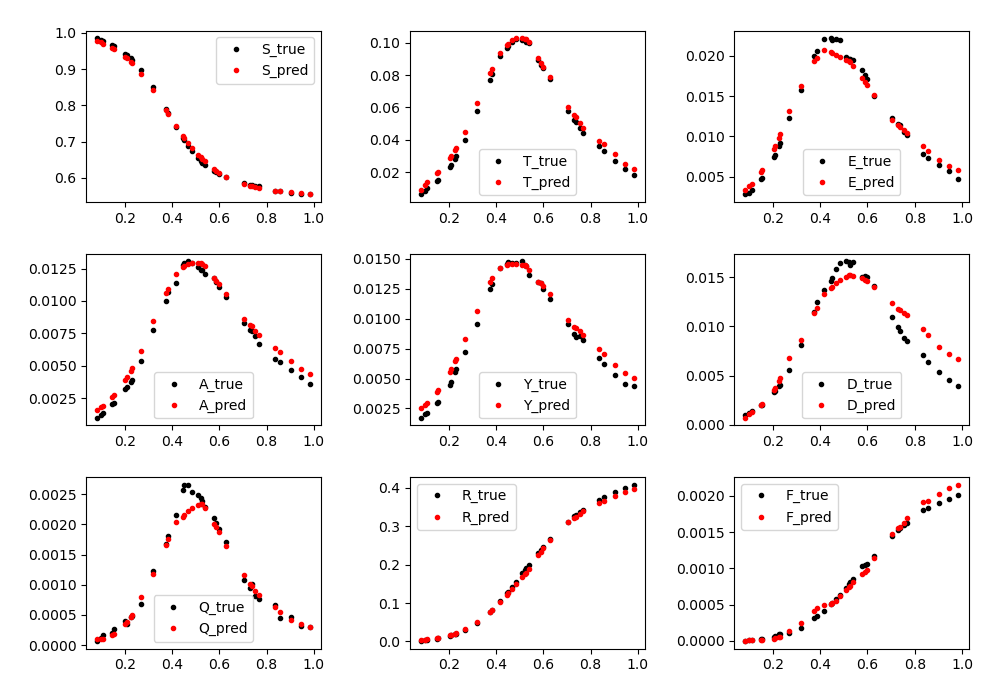 1.0
0.9
0.8
0.7
0.6
0.2 0.4 0.6 0.8 1.0
S_true
S_pred
0.10
0.08
0.06
0.04
0.02
0.2 0.4 0.6 0.8 1.0
T_true
T_pred
0.020
0.015
0.010
0.005
0.2 0.4 0.6 0.8 1.0
E_true
E_pred
0.0125
0.0100
0.0075
0.0050
0.0025
0.2 0.4 0.6 0.8 1.0
A_true
A_pred
0.0150
0.0125
0.0100
0.0075
0.0050
0.0025
0.2 0.4 0.6 0.8 1.0
Y_true
Y_pred
0.015
0.010
0.005
0.000
0.2 0.4 0.6 0.8 1.0
D_true
D_pred
0.0025
0.0020
0.0015
0.0010
0.0005
0.0000
0.2 0.4 0.6 0.8 1.0
Q_true
Q_pred
0.4
0.3
0.2
0.1
0.0
0.2 0.4 0.6 0.8 1.0
R_true
R_pred
0.0020
0.0015
0.0010
0.0005
0.0000
0.2 0.4 0.6 0.8 1.0
F_true
F_pred